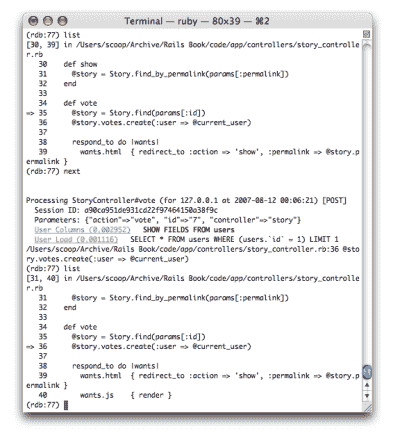 Terminal — ruby — 80x39 — ⌘2
(rdb:77) list
[30, 39] in /Users/scoop/Archive/Rails Book/code/app/controllers/story_controlle
r.rb
   30    def show
   31      @story = Story.find_by_permalink(params[:permalink])
   32    end
   33
   34    def vote
=> 35      @story = Story.find(params[:id])
   36      @story.votes.create(:user => @current_user)
   37
   38      respond_to do |wants|
   39        wants.html  { redirect_to :action => 'show', :permalink => @story.p
ermalink }
(rdb:77) next
Processing StoryController#vote (for 127.0.0.1 at 2007-08-12 00:06:21) [POST]
  Session ID: a90ca951de931cd22f97464150a38f9c
  Parameters: {"action"=>"vote", "id"=>"7", "controller"=>"story"}
  User Columns (0.002952)   SHOW FIELDS FROM users
  User Load (0.001116)   SELECT * FROM users WHERE (users.`id` = 1) LIMIT 1
/Users/scoop/Archive/Rails Book/code/app/controllers/story_controller.rb:36 @sto
ry.votes.create(:user => @current_user)
(rdb:77) list
[31, 40] in /Users/scoop/Archive/Rails Book/code/app/controllers/story_controlle
r.rb
   31      @story = Story.find_by_permalink(params[:permalink])
   32    end
   33
   34    def vote
   35      @story = Story.find(params[:id])
=> 36      @story.votes.create(:user => @current_user)
   37
   38      respond_to do |wants|
   39        wants.html  { redirect_to :action => 'show', :permalink => @story.p
ermalink }
   40        wants.js    { render }
(rdb:77)